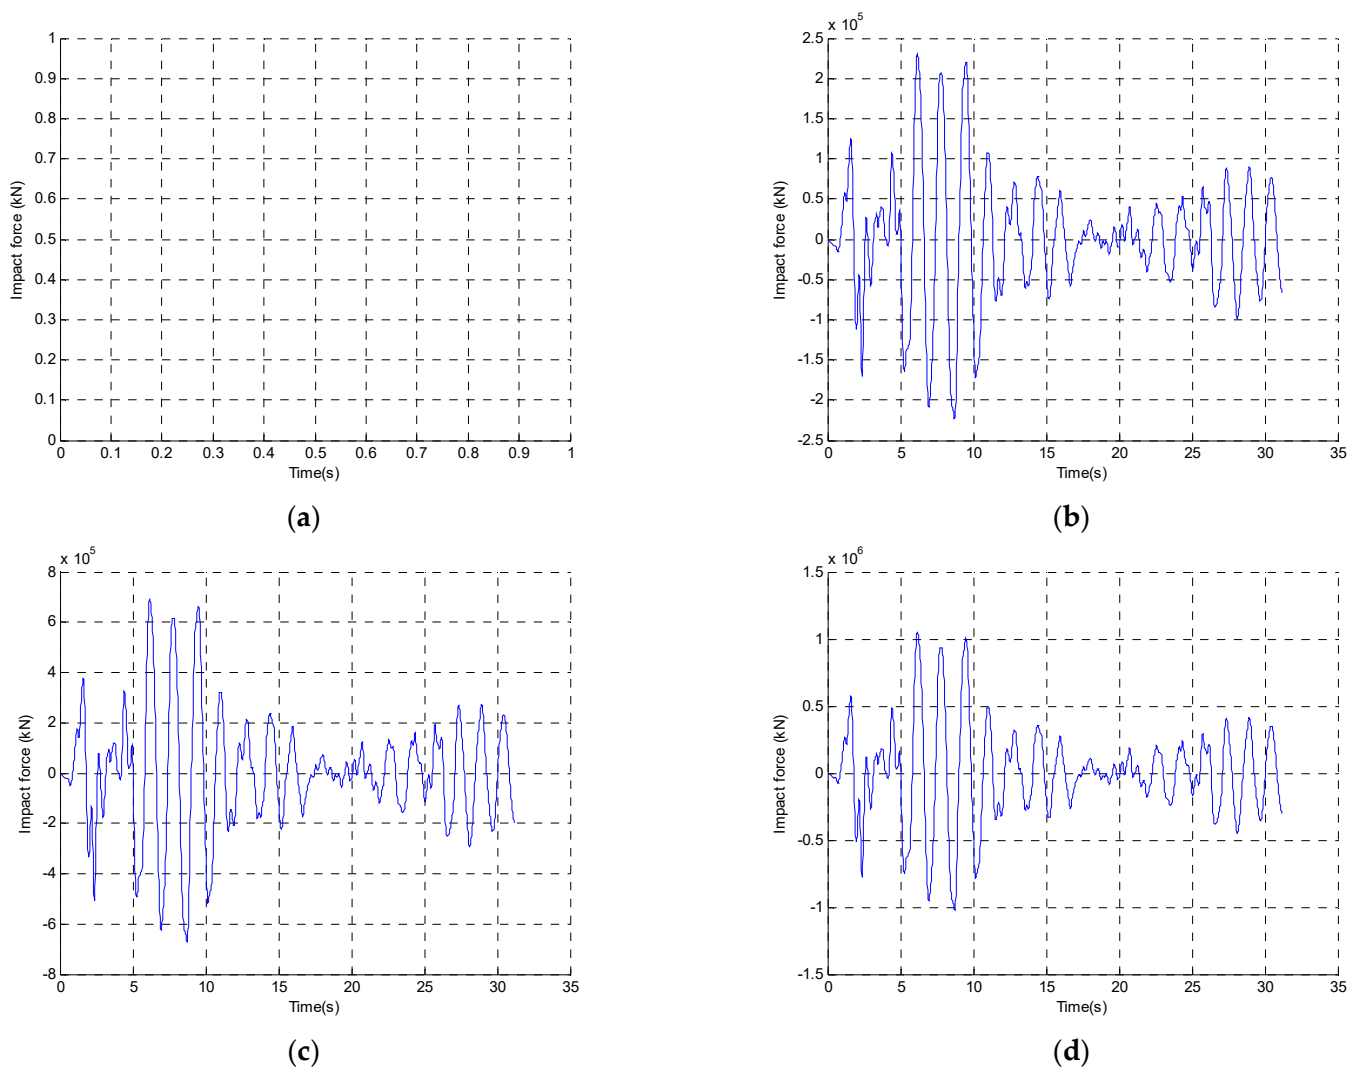 1
0.9
0.8
0.7
0.6
0.5
0.4
0.3
0.2
0.1
0
Impact force (kN)
0 0.1 0.2 0.3 0.4 0.5 0.6 0.7 0.8 0.9 1
Time(s)
(a)
x 10^5
2.5
2
1.5
1
0.5
0
-0.5
-1
-1.5
-2
-2.5
Impact force (kN)
0 5 10 15 20 25 30 35
Time(s)
(b)
x 10^5
8
6
4
2
0
-2
-4
-6
-8
Impact force (kN)
0 5 10 15 20 25 30 35
Time(s)
(c)
x 10^6
1.5
1
0.5
0
-0.5
-1
-1.5
Impact force (kN)
0 5 10 15 20 25 30 35
Time(s)
(d)